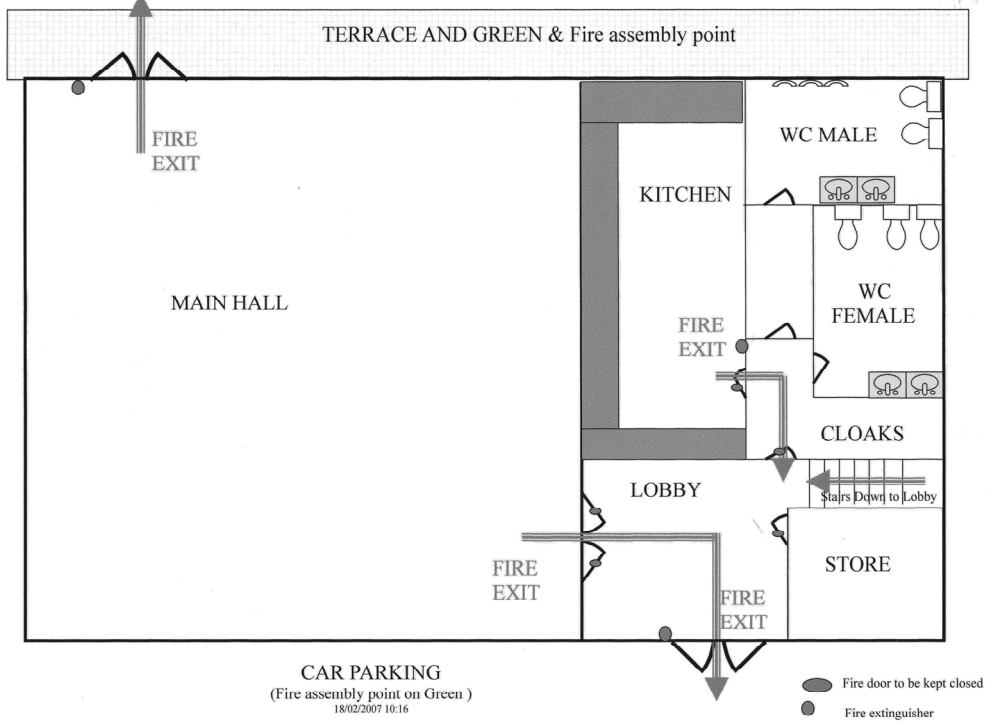 TERRACE AND GREEN & Fire assembly point
FIRE
EXIT
WC MALE
KITCHEN
MAIN HALL
WC
FEMALE
FIRE
EXIT
CLOAKS
LOBBY
Stairs Down to Lobby
STORE
FIRE
EXIT
FIRE
EXIT
CAR PARKING
(Fire assembly point on Green )
18/02/2007 10:16
Fire door to be kept closed
Fire extinguisher